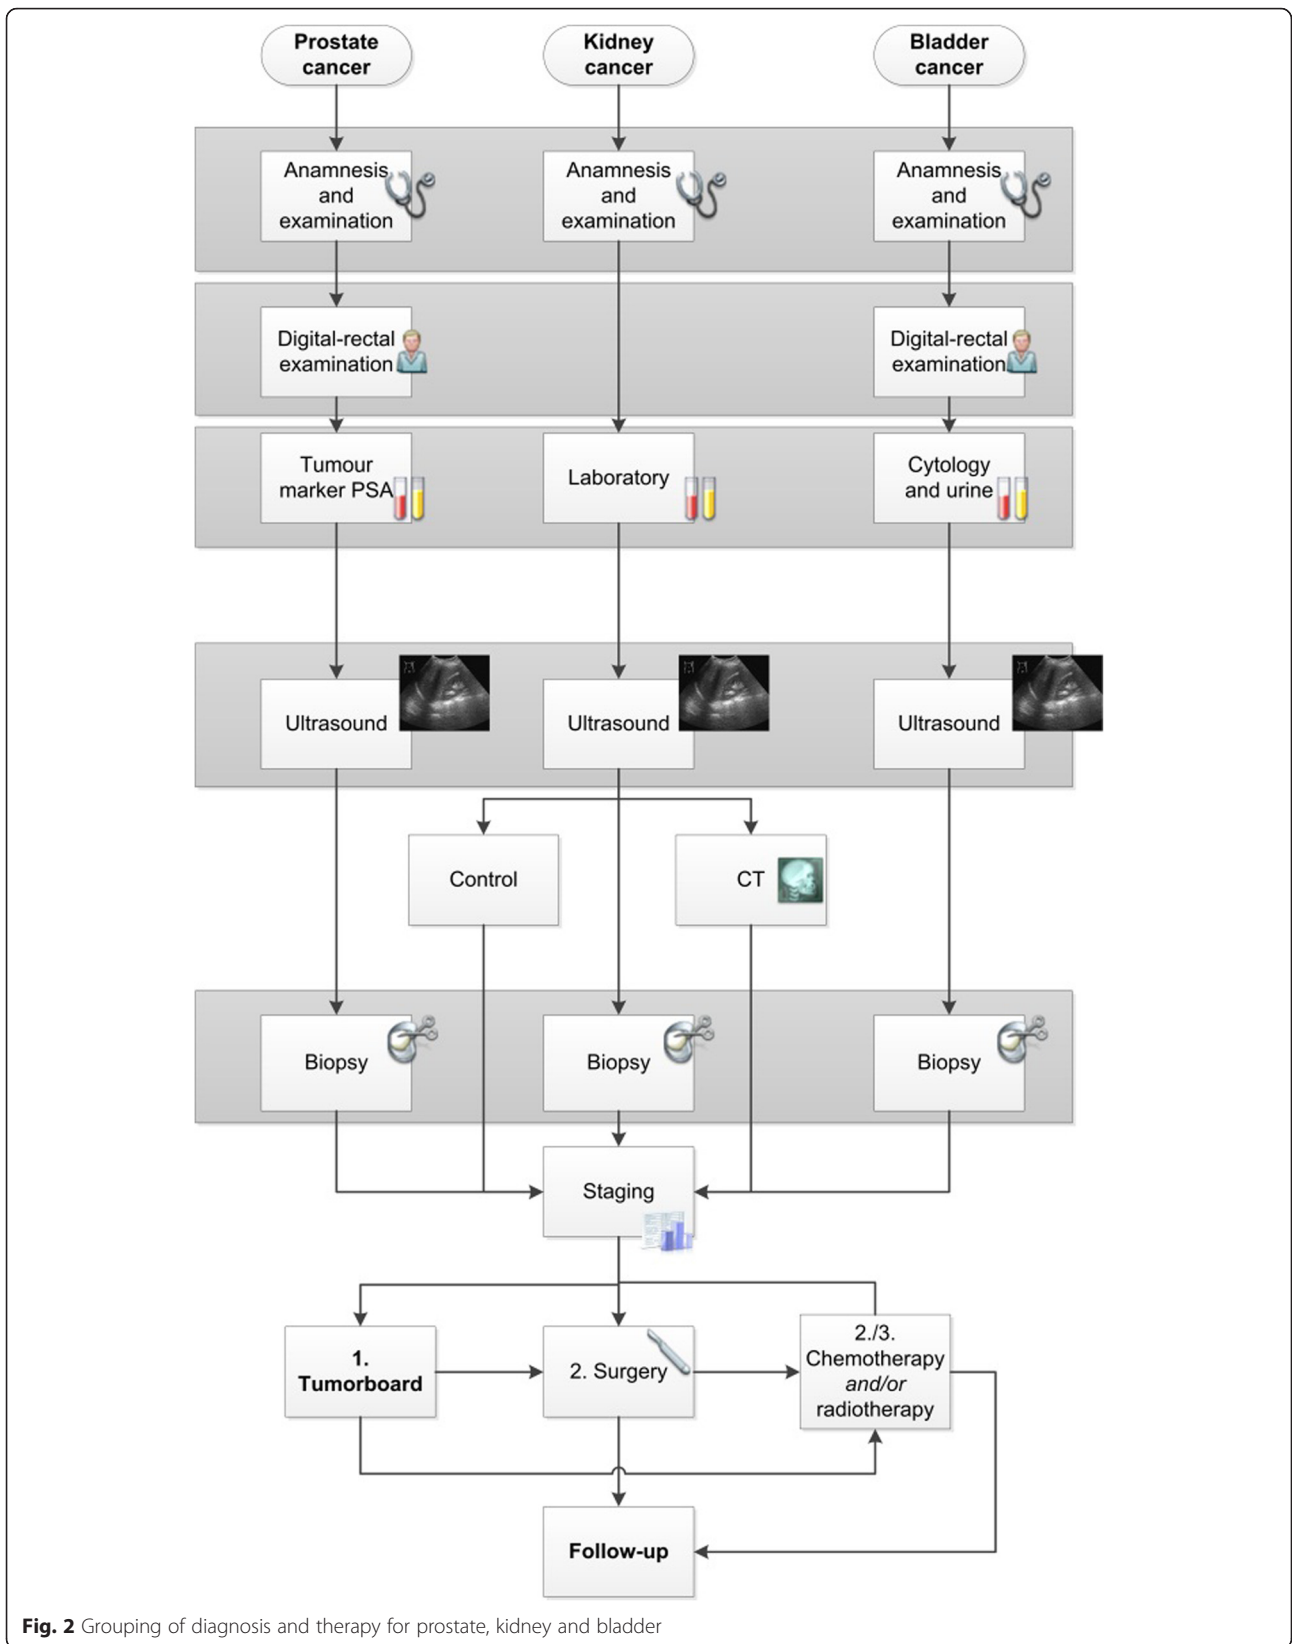 Prostate
cancer
Kidney
cancer
Bladder
cancer
Anamnesis
and
examination
Anamnesis
and
examination
Anamnesis
and
examination
Digital-rectal
examination
Digital-rectal
examination
Tumour
marker PSA
Laboratory
Cytology
and urine
Ultrasound
Ultrasound
Ultrasound
Control
CT
Biopsy
Biopsy
Biopsy
Staging
1.
Tumorboard
2. Surgery
2./3.
Chemotherapy
and/or
radiotherapy
Follow-up
Fig. 2 Grouping of diagnosis and therapy for prostate, kidney and bladder